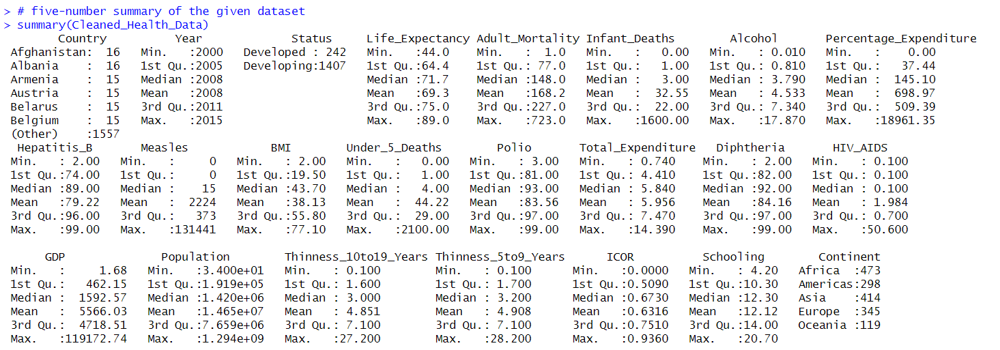 > # five-number summary of the given dataset
> summary(Cleaned_Health_Data)
        Country          Year            Status     Life_Expectancy Adult_Mortality Infant_Deaths        Alcohol       Percentage_Expenditure
 Afghanistan:  16   Min.   :2000   Developed : 242   Min.   :44.0    Min.   :  1.0   Min.   :   0.00   Min.   : 0.010   Min.   :    0.00
 Albania    :  16   1st Qu.:2005   Developing:1407   1st Qu.:64.4    1st Qu.: 77.0   1st Qu.:   1.00   1st Qu.: 0.810   1st Qu.:   37.44
 Armenia    :  15   Median :2008                     Median :71.7    Median :148.0   Median :   3.00   Median : 3.790   Median :  145.10
 Austria    :  15   Mean   :2008                     Mean   :69.3    Mean   :168.2   Mean   :  32.55   Mean   : 4.533   Mean   :  698.97
 Belarus    :  15   3rd Qu.:2011                     3rd Qu.:75.0    3rd Qu.:227.0   3rd Qu.:  22.00   3rd Qu.: 7.340   3rd Qu.:  509.39
 Belgium    :  15   Max.   :2015                     Max.   :89.0    Max.   :723.0   Max.   :1600.00   Max.   :17.870   Max.   :18961.35
 (Other)    :1557
  Hepatitis_B       Measles            BMI        Under_5_Deaths        Polio       Total_Expenditure   Diphtheria       HIV_AIDS
 Min.   : 2.00   Min.   :     0   Min.   : 2.00   Min.   :   0.00   Min.   : 3.00   Min.   : 0.740    Min.   : 2.00   Min.   : 0.100
 1st Qu.:74.00   1st Qu.:     0   1st Qu.:19.50   1st Qu.:   1.00   1st Qu.:81.00   1st Qu.: 4.410    1st Qu.:82.00   1st Qu.: 0.100
 Median :89.00   Median :    15   Median :43.70   Median :   4.00   Median :93.00   Median : 5.840    Median :92.00   Median : 0.100
 Mean   :79.22   Mean   :  2224   Mean   :38.13   Mean   :  44.22   Mean   :83.56   Mean   : 5.956    Mean   :84.16   Mean   : 1.984
 3rd Qu.:96.00   3rd Qu.:   373   3rd Qu.:55.80   3rd Qu.:  29.00   3rd Qu.:97.00   3rd Qu.: 7.470    3rd Qu.:97.00   3rd Qu.: 0.700
 Max.   :99.00   Max.   :131441   Max.   :77.10   Max.   :2100.00   Max.   :99.00   Max.   :14.390    Max.   :99.00   Max.   :50.600
      GDP              Population        Thinness_10to19_Years Thinness_5to9_Years      ICOR          Schooling        Continent
 Min.   :     1.68   Min.   :3.400e+01   Min.   : 0.100        Min.   : 0.100      Min.   :0.0000   Min.   : 4.20   Africa  :473
 1st Qu.:   462.15   1st Qu.:1.919e+05   1st Qu.: 1.600        1st Qu.: 1.700      1st Qu.:0.5090   1st Qu.:10.30   Americas:298
 Median :  1592.57   Median :1.420e+06   Median : 3.000        Median : 3.200      Median :0.6730   Median :12.30   Asia    :414
 Mean   :  5566.03   Mean   :1.465e+07   Mean   : 4.851        Mean   : 4.908      Mean   :0.6316   Mean   :12.12   Europe  :345
 3rd Qu.:  4718.51   3rd Qu.:7.659e+06   3rd Qu.: 7.100        3rd Qu.: 7.100      3rd Qu.:0.7510   3rd Qu.:14.00   Oceania :119
 Max.   :119172.74   Max.   :1.294e+09   Max.   :27.200        Max.   :28.200      Max.   :0.9360   Max.   :20.70